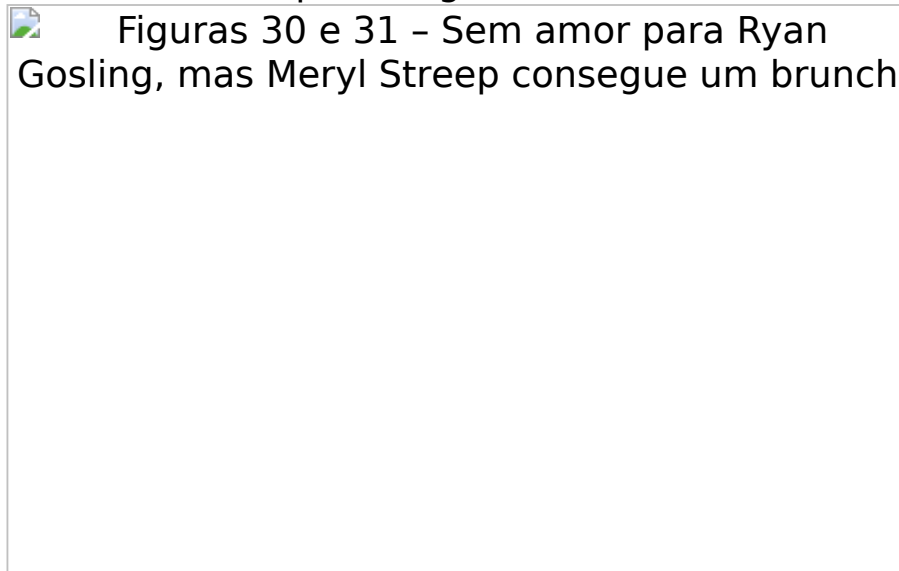 Figuras 30 e 31 – Sem amor para Ryan
Gosling, mas Meryl Streep consegue um brunch